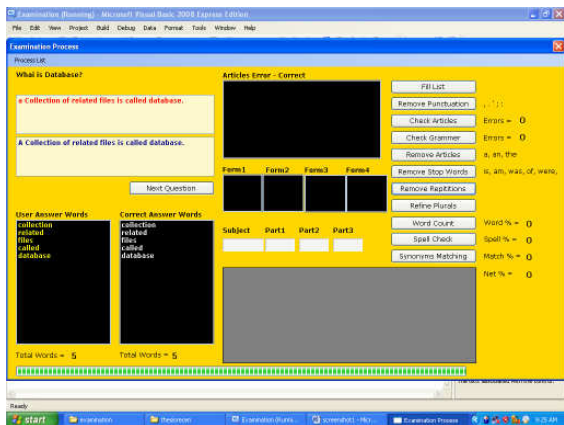 Examination (Running) - Microsoft Visual Basic 2008 Express Edition
File Edit View Project Build Debug Data Format Tools Window Help
Examination Process
Process List
What is Database?
a Collection of related files is called database.
A Collection of related files is called database.
Next Question
User Answer Words
collection
related
files
called
database
Total Words = 5
Correct Answer Words
collection
related
files
called
database
Total Words = 5
Articles Error - Correct
Form1 Form2 Form3 Form4
Subject Part1 Part2 Part3
Fill List
Remove Punctuation , . ' ; :
Check Articles Errors = 0
Check Grammer Errors = 0
Remove Articles a, an, the
Remove Stop Words is, am, was, of, were,
Remove Repititions
Refine Plurals
Word Count Word % = 0
Spell Check Spell % = 0
Synonyms Matching Match % = 0
Net % = 0
Ready
start examination Examination (Runni... screenshot1 - Micr... Examination Process 9:25 AM